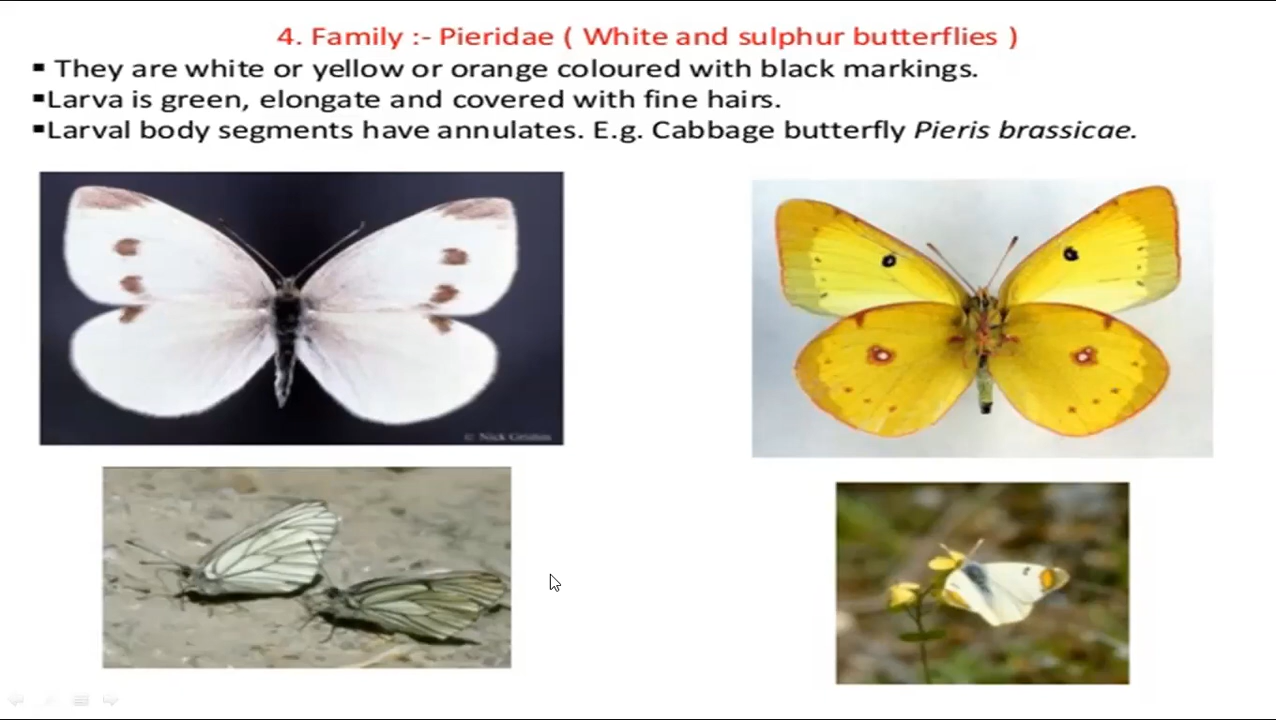 4. Family :- Pieridae ( White and sulphur butterflies )
▪ They are white or yellow or orange coloured with black markings.
▪Larva is green, elongate and covered with fine hairs.
▪Larval body segments have annulates. E.g. Cabbage butterfly Pieris brassicae.
© Nick